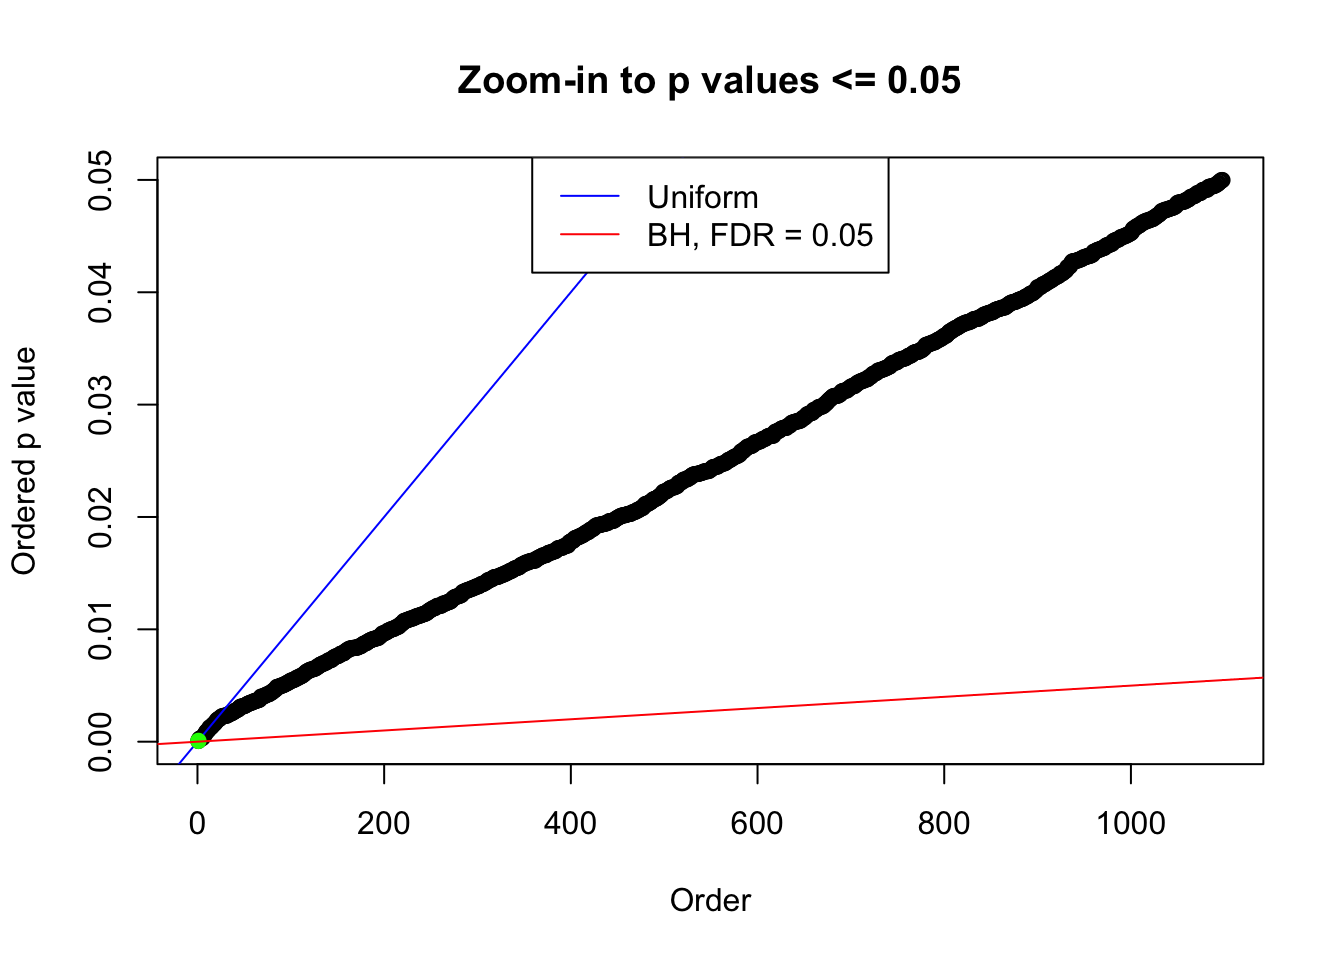 Zoom-in to p values <= 0.05
Uniform
BH, FDR = 0.05
Ordered p value
0.05
0.04
0.03
0.02
0.01
0.00
0
200
400
600
800
1000
Order